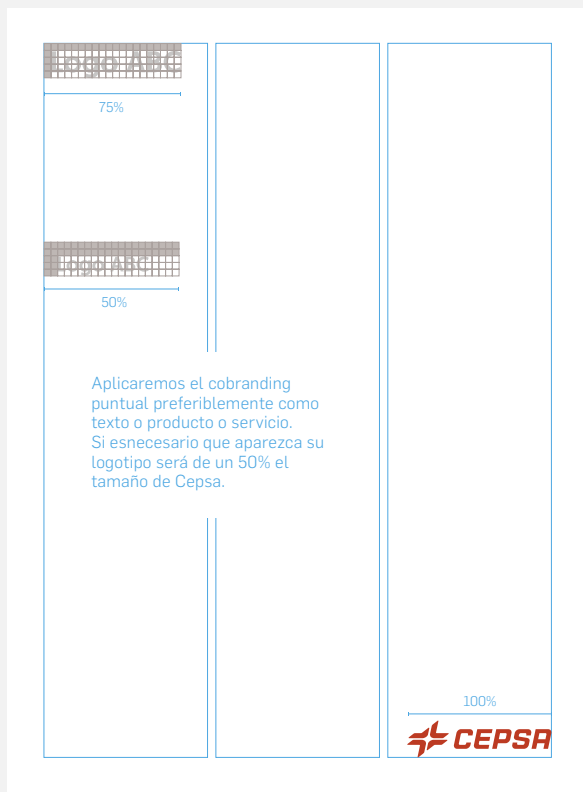 Logo ABC
75%
Logo ABC
50%
Aplicaremos el cobranding
puntual preferiblemente como
texto o producto o servicio.
Si esnecesario que aparezca su
logotipo será de un 50% el
tamaño de Cepsa.
100%
CEPSA